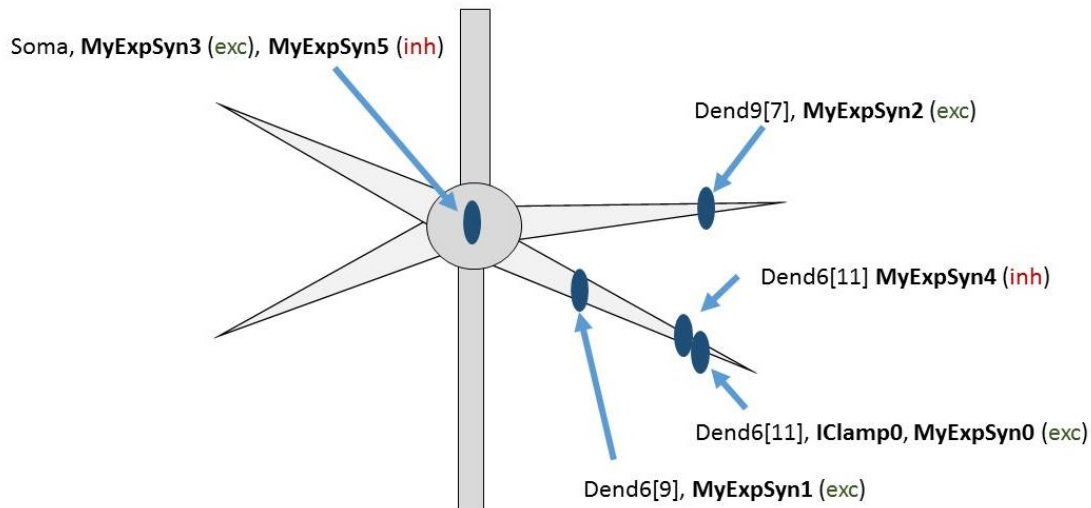 Soma, MyExpSyn3 (exc), MyExpSyn5 (inh)
Dend9[7], MyExpSyn2 (exc)
Dend6[11] MyExpSyn4 (inh)
Dend6[11], IClamp0, MyExpSyn0 (exc)
Dend6[9], MyExpSyn1 (exc)